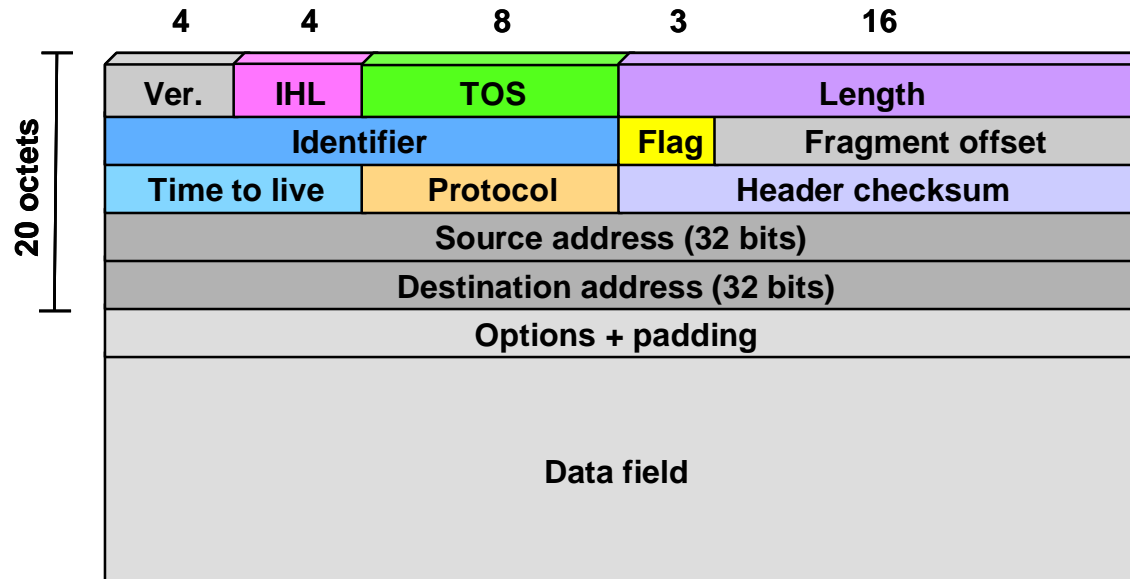 4 4 8 3 16
Ver. IHL TOS Length
Identifier Flag Fragment offset
Time to live Protocol Header checksum
20 octets
Source address (32 bits)
Destination address (32 bits)
Options + padding
Data field